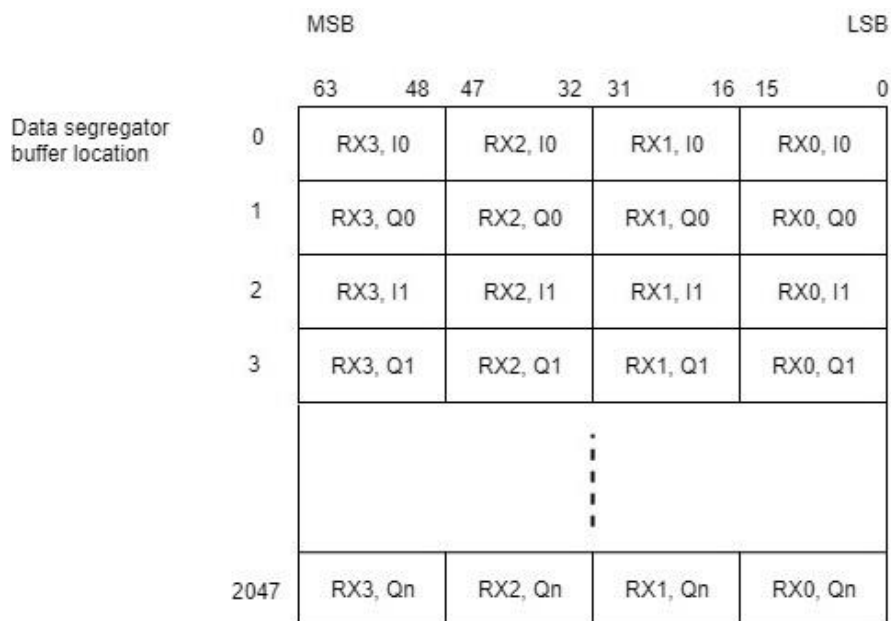 MSB LSB
63 48 47 32 31 16 15 0
Data segregator
buffer location
0 RX3, I0 RX2, I0 RX1, I0 RX0, I0
1 RX3, Q0 RX2, Q0 RX1, Q0 RX0, Q0
2 RX3, I1 RX2, I1 RX1, I1 RX0, I1
3 RX3, Q1 RX2, Q1 RX1, Q1 RX0, Q1
2047 RX3, Qn RX2, Qn RX1, Qn RX0, Qn